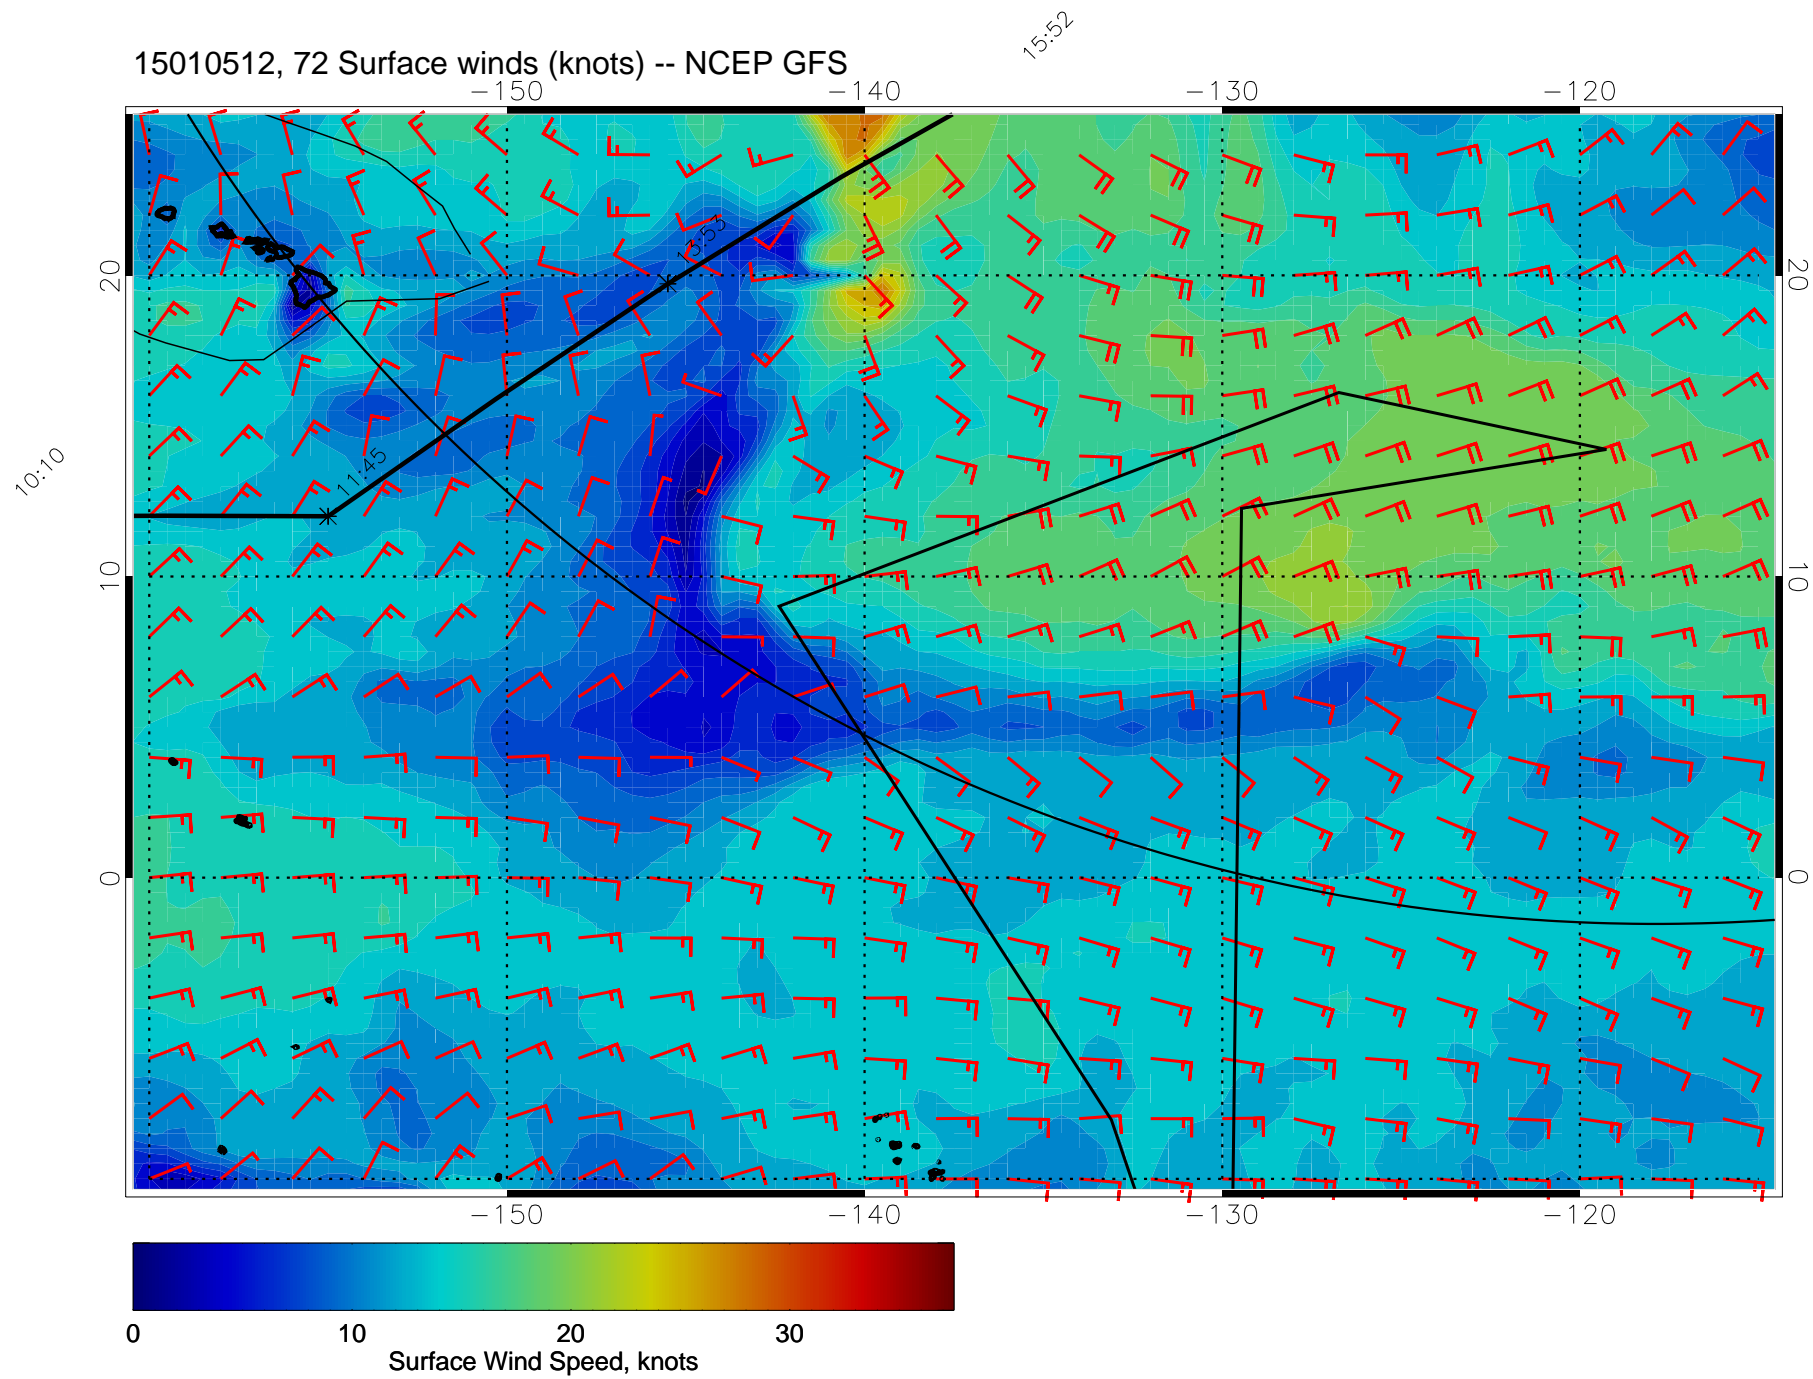 15:52
15010512, 72 Surface winds (knots) -- NCEP GFS
-150 -140 -130 -120
20 20
13:53
11:45
10:10
10 10
0 0
-150 -140 -130 -120
0 10 20 30
Surface Wind Speed, knots